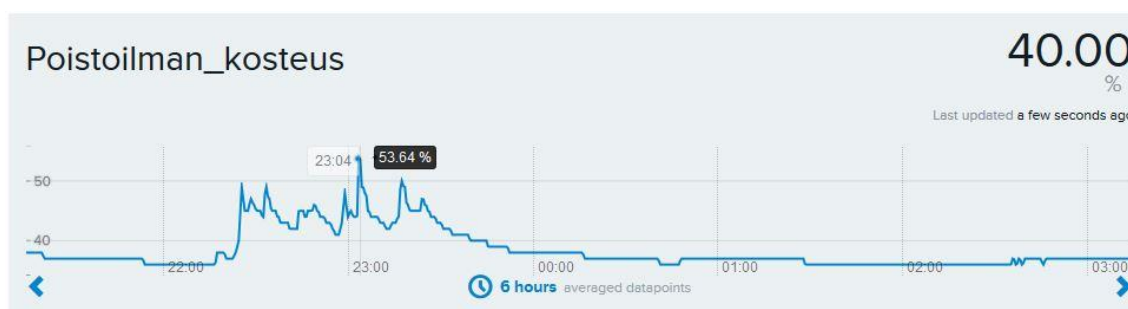 Poistoilman_kosteus
40.00
%
Last updated a few seconds ago
23:04 53.64 %
50
40
22:00 23:00 00:00 01:00 02:00 03:00
6 hours averaged datapoints